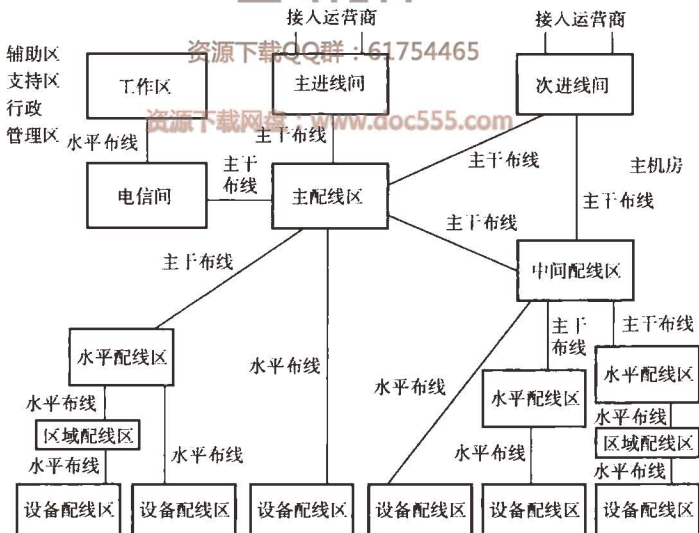 接入运营商
接入运营商
资源下载QQ群：61754465
辅助区
支持区
行政
管理区
工作区
主进线间
次进线间
资源下载网盘：www.doc555.com
水平布线
主干布线
主干
布线
主干布线
主机房
电信间
主配线区
主干布线
主干布线
主干布线
中间配线区
主干
布线
主干布线
水平配线区
水平布线
水平布线
水平配线区
水平布线
水平配线区
水平布线
区域配线区
区域配线区
水平布线
水平布线
水平布线
水平布线
设备配线区
设备配线区
设备配线区
设备配线区
设备配线区
设备配线区